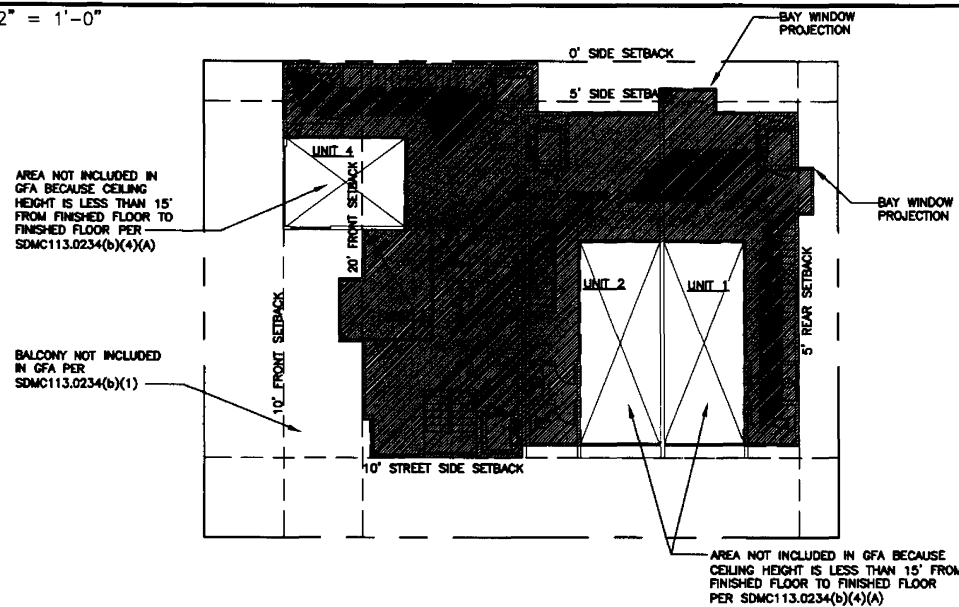 2" = 1'-0"
BAY WINDOW
PROJECTION
0' SIDE SETBACK
5' SIDE SETBA
UNIT 4
AREA NOT INCLUDED IN
GFA BECAUSE CEILING
HEIGHT IS LESS THAN 15'
FROM FINISHED FLOOR TO
FINISHED FLOOR PER
SDMC113.0234(b)(4)(A)
20' FRONT SETBACK
BAY WINDOW
PROJECTION
UNIT 2
UNIT 1
5' REAR SETBACK
10' FRONT SETBACK
BALCONY NOT INCLUDED
IN GFA PER
SDMC113.0234(b)(1)
10' STREET SIDE SETBACK
AREA NOT INCLUDED IN GFA BECAUSE
CEILING HEIGHT IS LESS THAN 15' FROM
FINISHED FLOOR TO FINISHED FLOOR
PER SDMC113.0234(b)(4)(A)